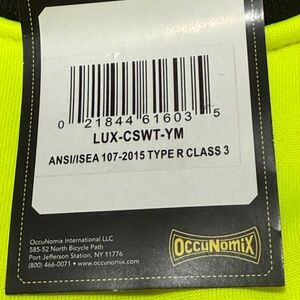 0 21844 61603 5
LUX-CSWT-YM
ANSI/ISEA 107-2015 TYPE R CLASS 3
OccuNomix International LLC
585-52 North Bicycle Path
Port Jefferson Station, NY 11776
(800) 466-0071 • www.occunomix.com
OCCUNOMIX